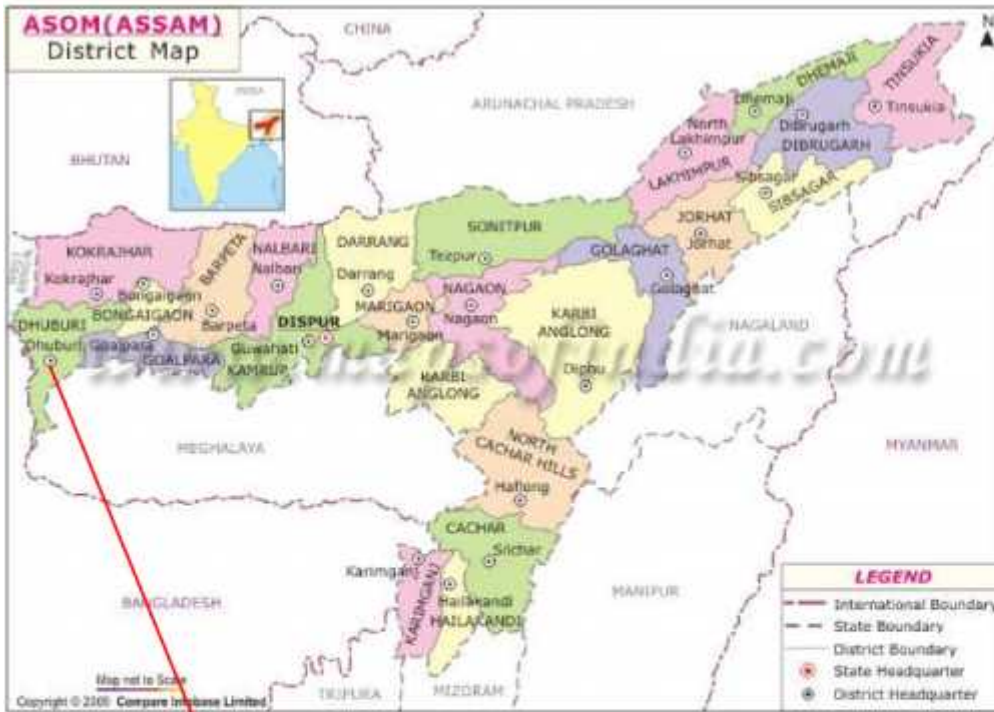 ASOM(ASSAM)
District Map
CHINA
N
INDIA
ARUNACHAL PRADESH
BHUTAN
DHEMAJI
Dhemaji
TINSUKIA
Tinsukia
North
Lakhimpur
LAKHIMPUR
Dibrugarh
DIBRUGARH
Sibsagar
SIBSAGAR
JORHAT
Jorhat
SONITPUR
Tezpur
GOLAGHAT
Golaghat
KOKRAJHAR
Kokrajhar
BARPETA
Barpeta
NALBARI
Nalbari
DARRANG
Darrang
Bongaigaon
BONGAIGAON
DHUBURI
Dhuburi
Goalpara
GOALPARA
DISPUR
Guwahati
KAMRUP
MARIGAON
Marigaon
NAGAON
Nagaon
KARBI
ANGLONG
KARBI
ANGLONG
Diphu
NAGALAND
MEGHALAYA
MYANMAR
NORTH
CACHAR HILLS
Haflong
CACHAR
Silchar
Karimganj
KARIMGANJ
Hailakandi
HAILAKANDI
BANGLADESH
MANIPUR
TRIPURA
MIZORAM
LEGEND
International Boundary
State Boundary
District Boundary
State Headquarter
District Headquarter
Map not to Scale
Copyright © 2005 Compare Infobase Limited